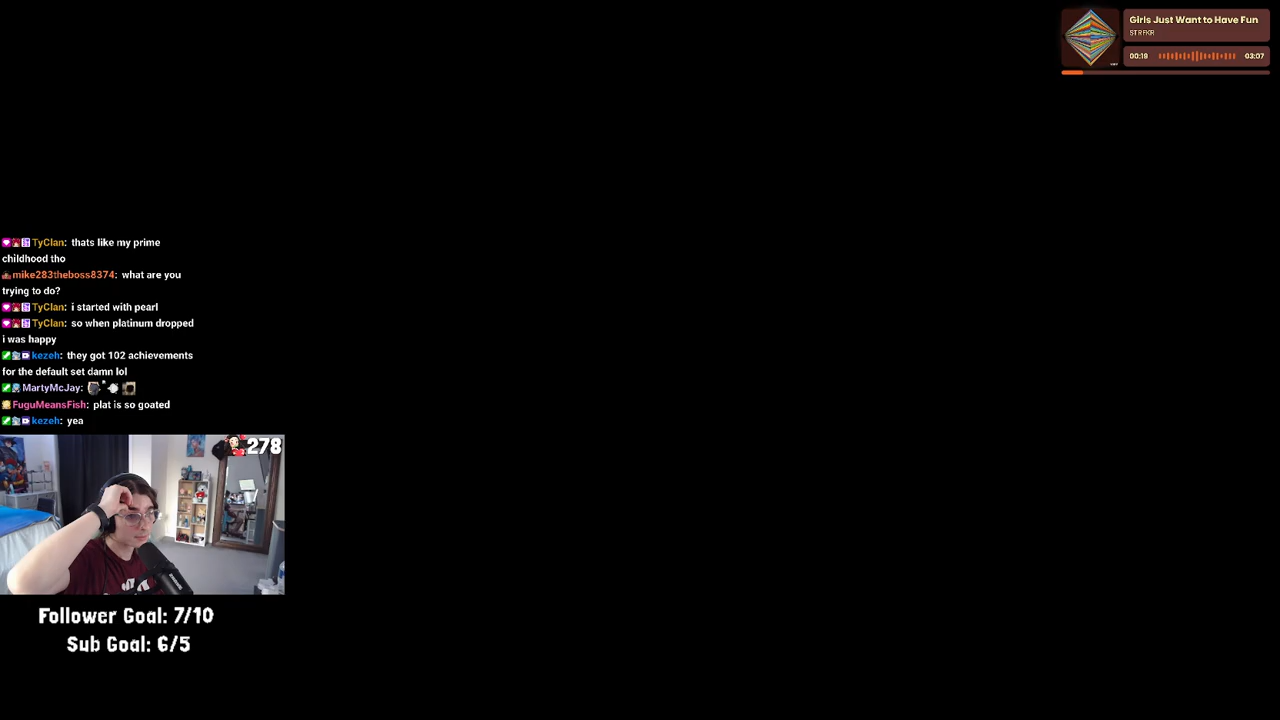 Girls Just Want to Have Fun
STRFKR
00:19
03:07
TyClan: thats like my prime
childhood tho
mike283theboss8374: what are you
trying to do?
TyClan: i started with pearl
TyClan: so when platinum dropped
i was happy
kezeh: they got 102 achievements
for the default set damn lol
MartyMcJay:
FuguMeansFish: plat is so goated
kezeh: yea
278
Follower Goal: 7/10
Sub Goal: 6/5